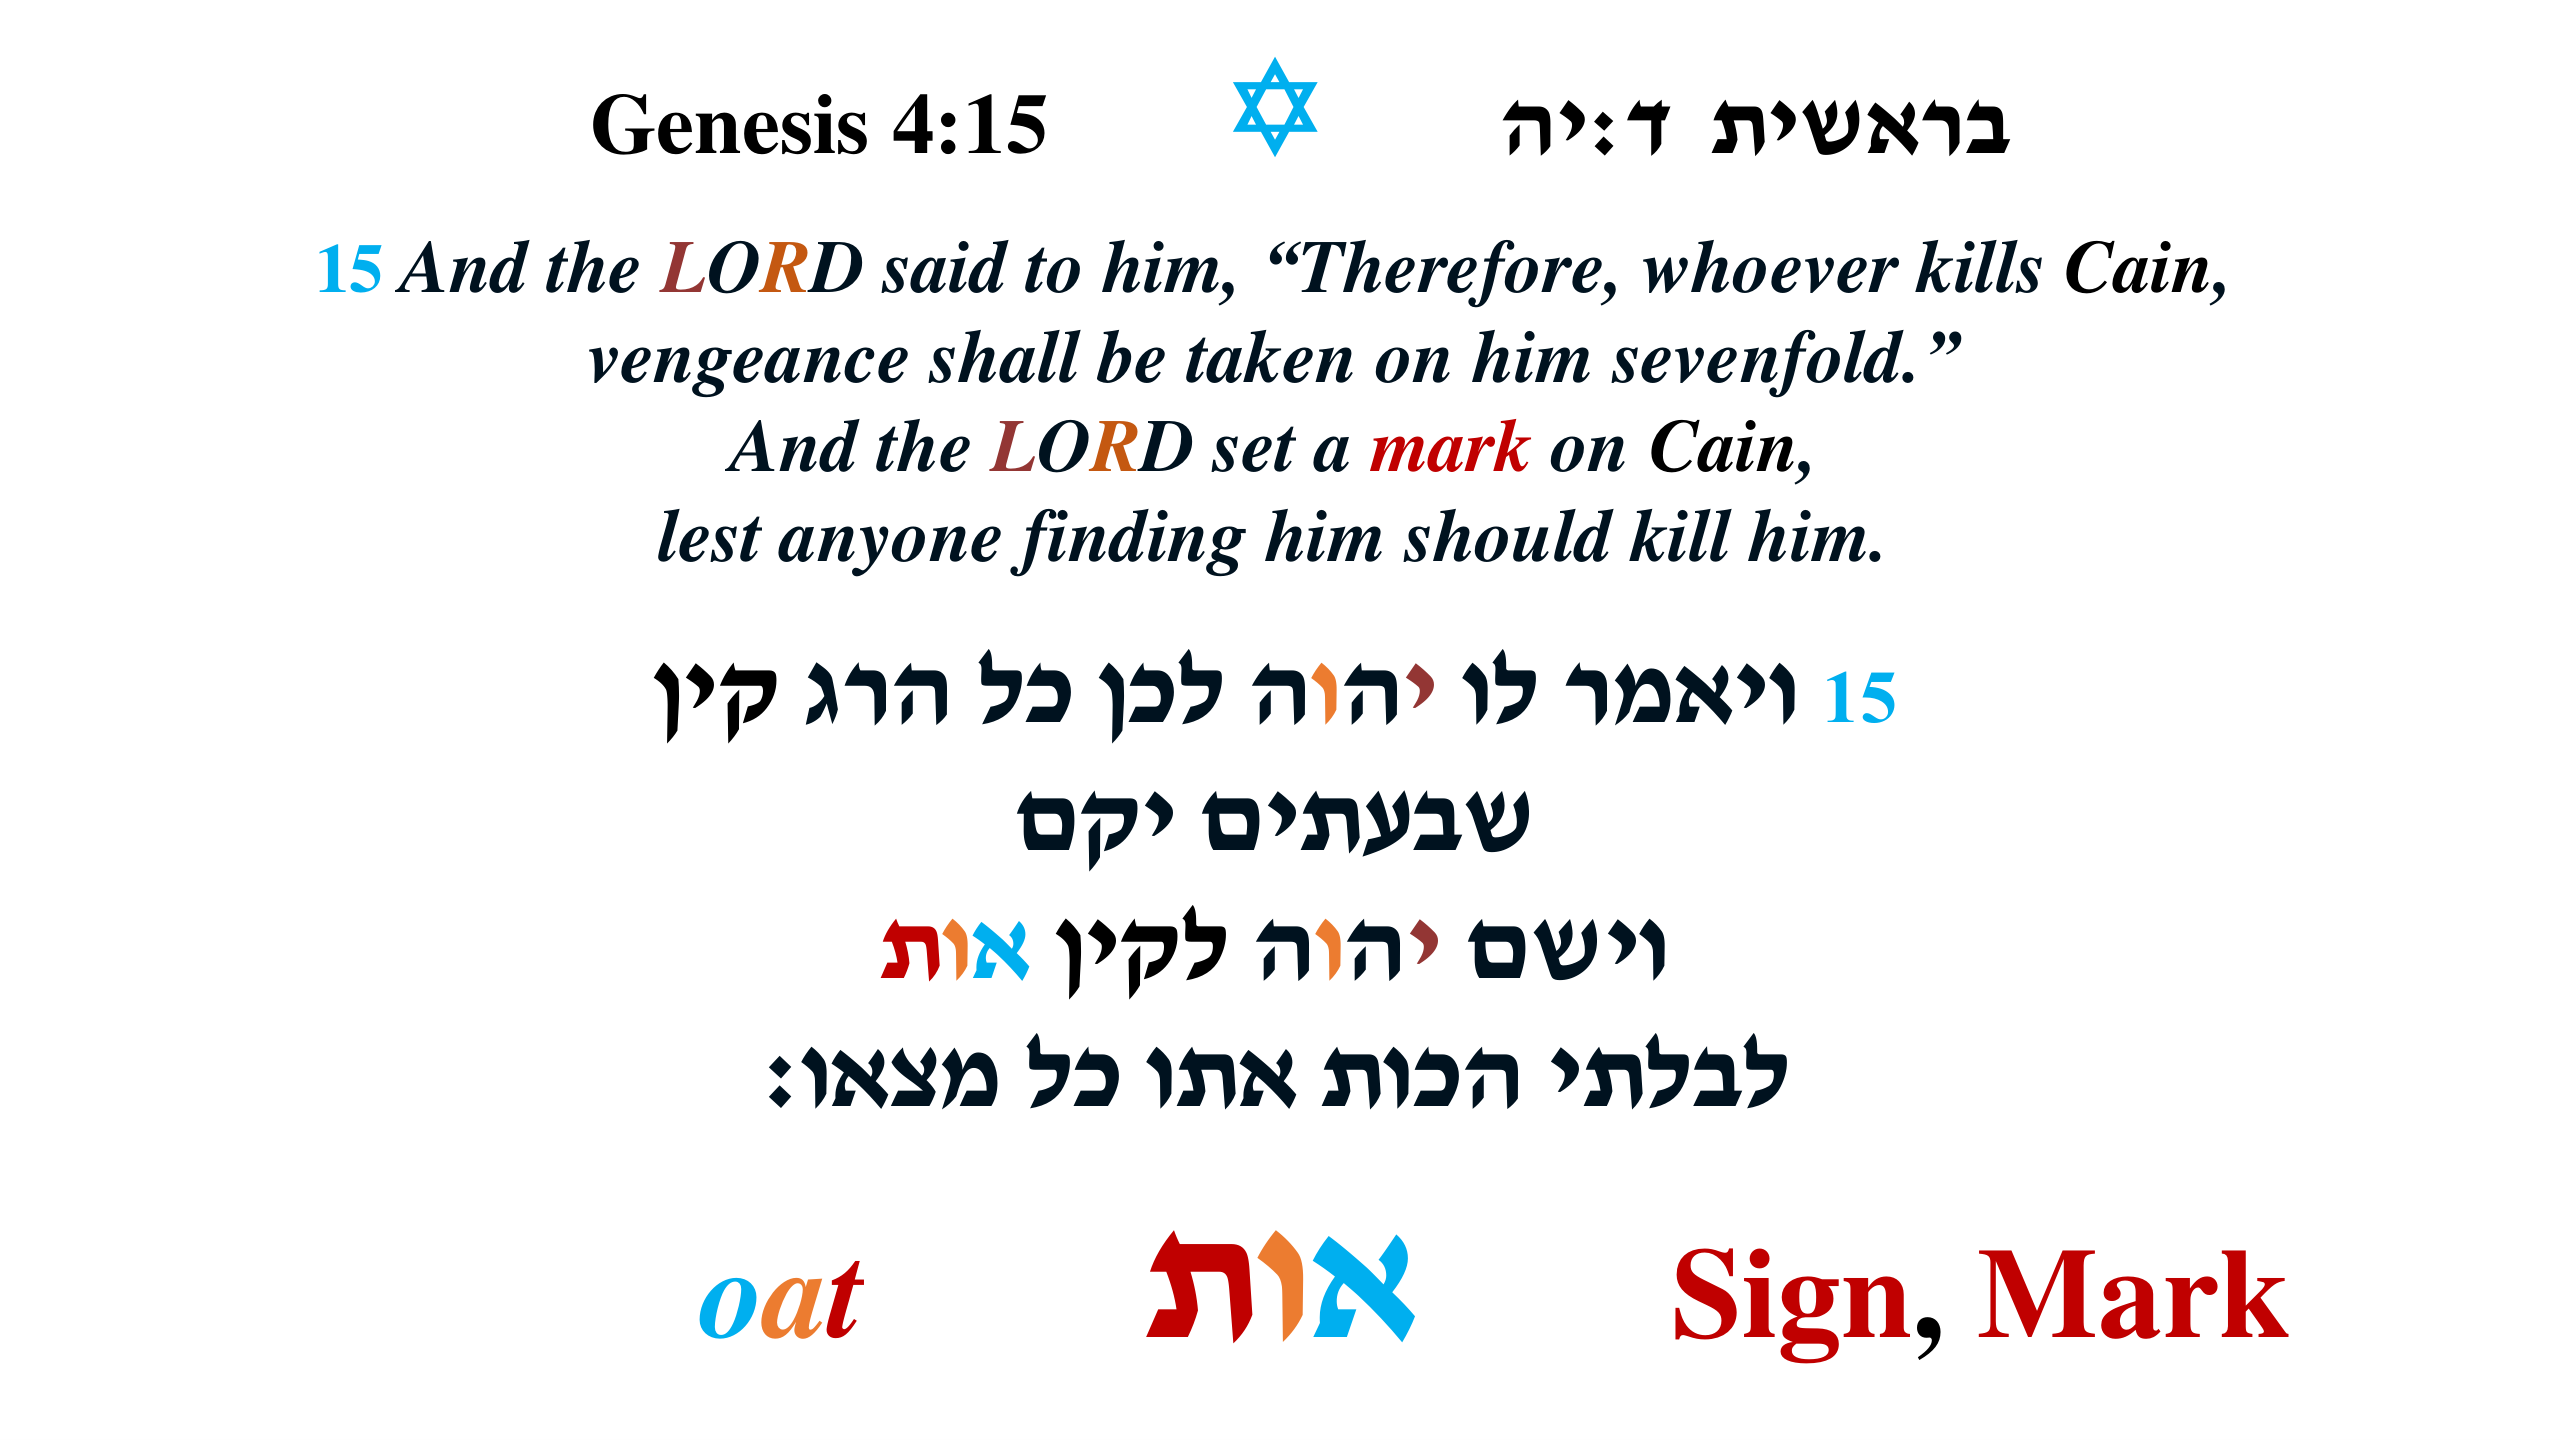 Genesis 4:15 ✡ בראשית ד:יה
15 And the LORD said to him, “Therefore, whoever kills Cain,
vengeance shall be taken on him sevenfold.”
And the LORD set a mark on Cain,
lest anyone finding him should kill him.
15 ויאמר לו יהוה לכן כל הרג קין
שבעתים יקם
וישם יהוה לקין אות
לבלתי הכות אתו כל מצאו:
oat אות Sign, Mark